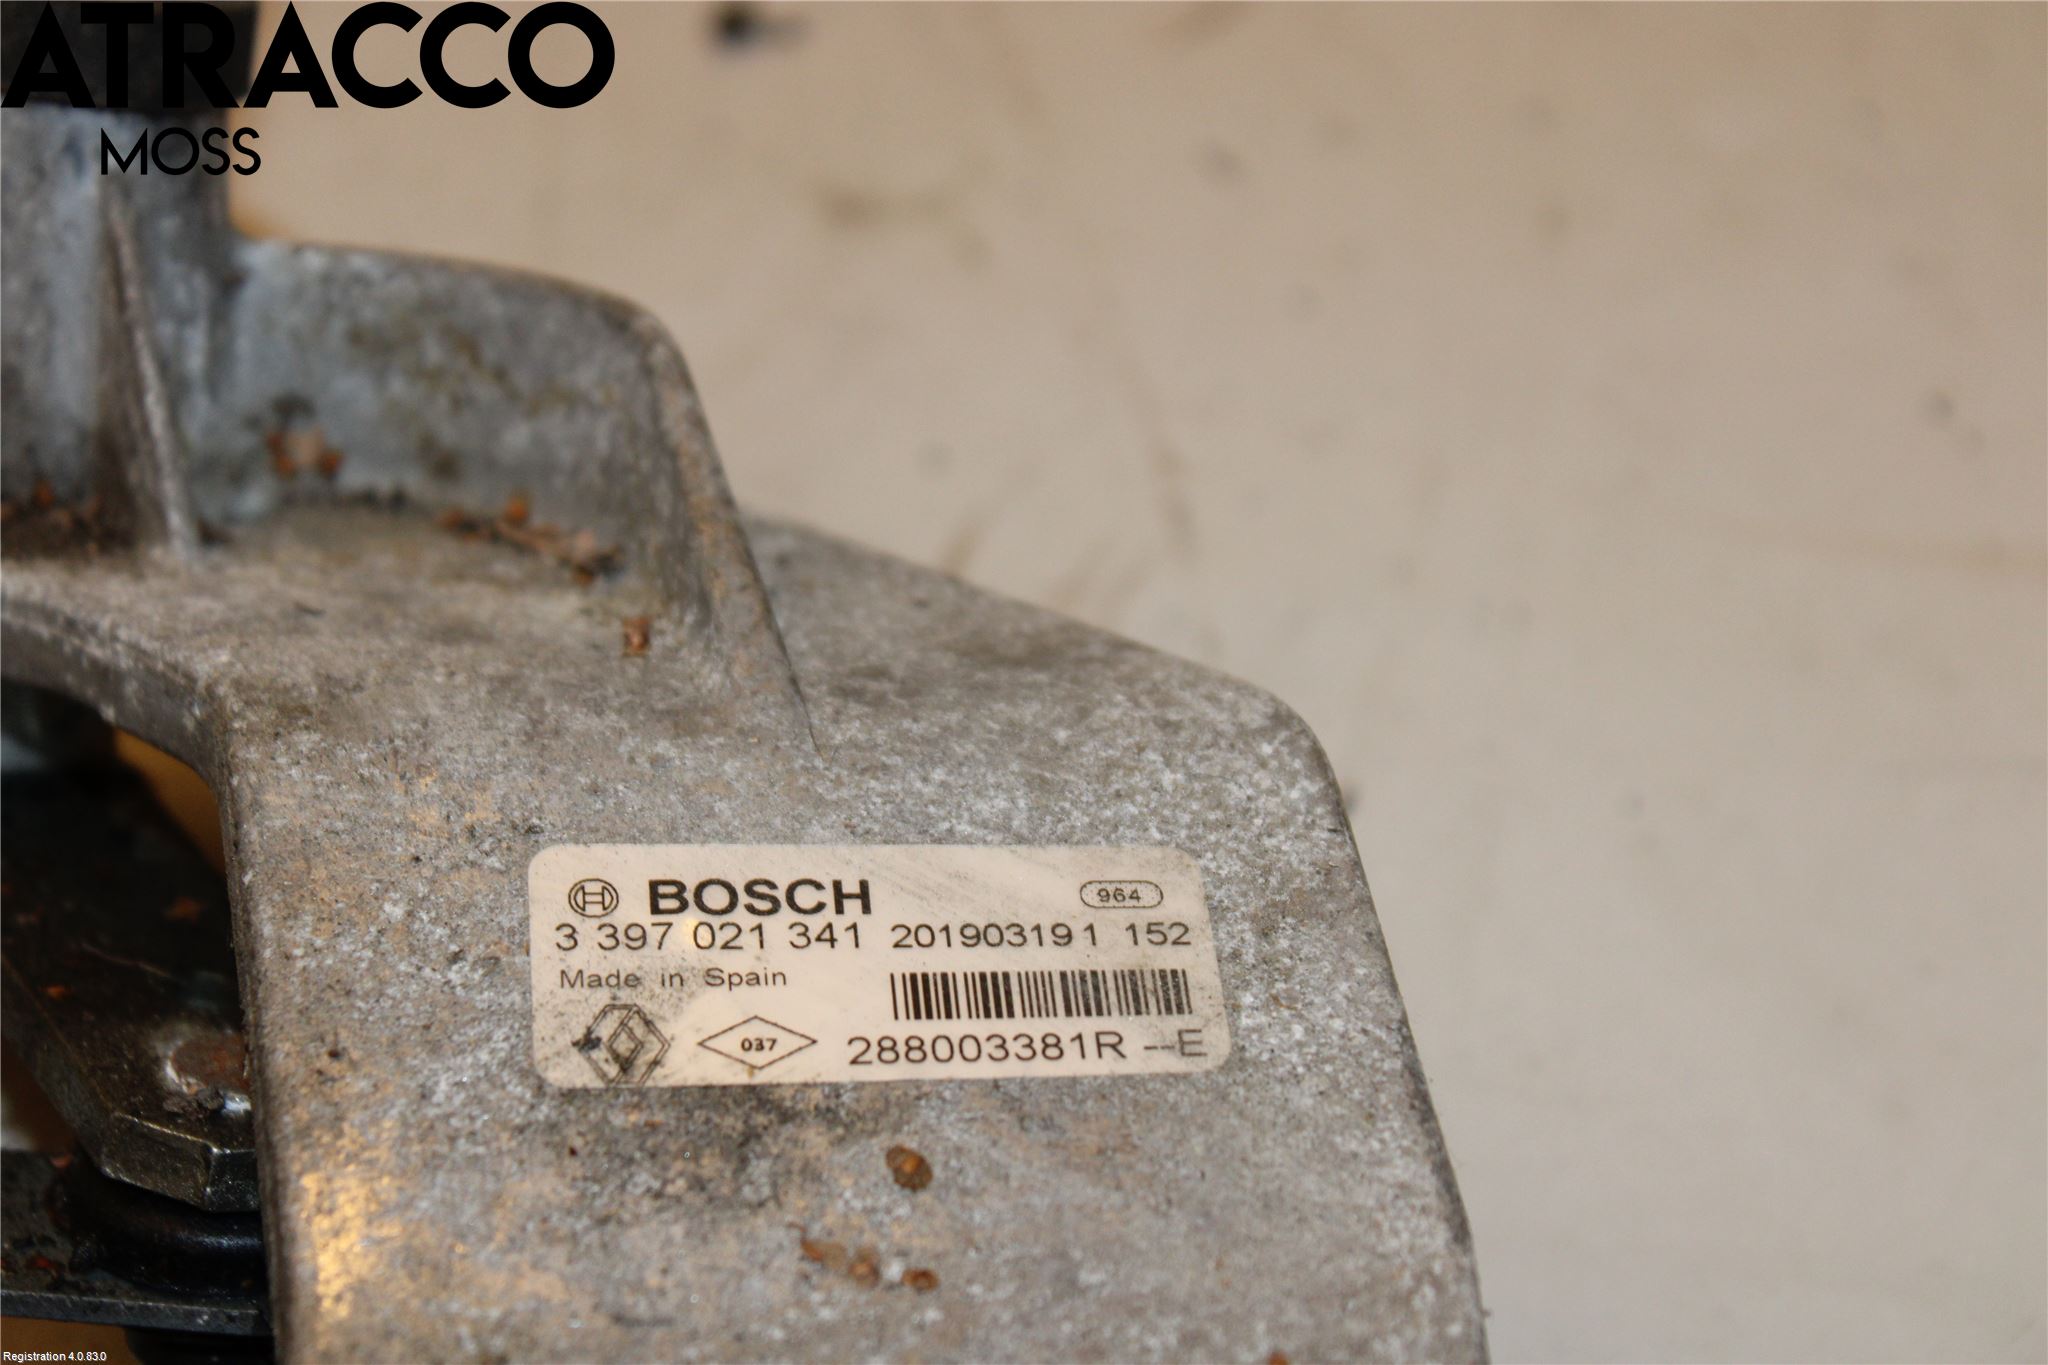 ATRACCO
MOSS
BOSCH 964
3 397 021 341 201903191 152
Made in Spain
037 288003381R --E
Registration 4.0.83.0